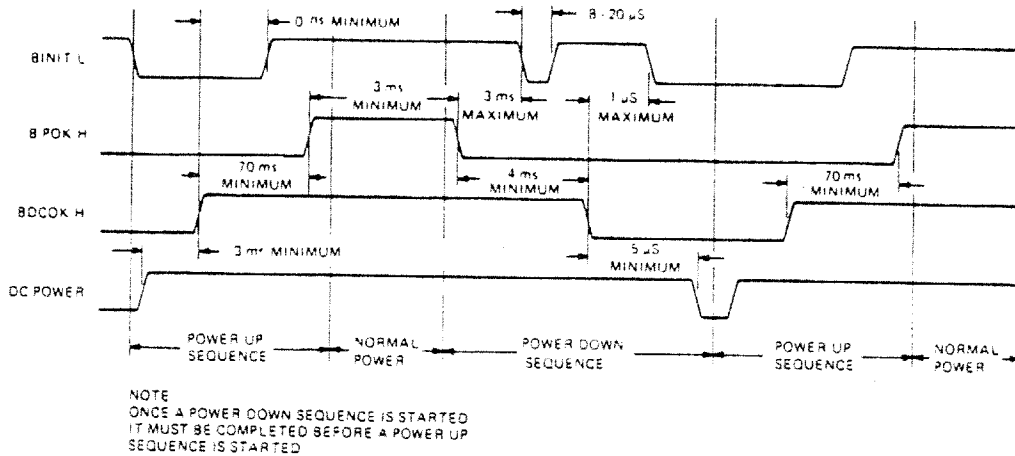 0 ns MINIMUM
8 - 20 µS
BINIT L
3 ms
MINIMUM
3 ms
MAXIMUM
1 µS
MAXIMUM
B POK H
70 ms
MINIMUM
4 ms
MINIMUM
70 ms
MINIMUM
BDCOK H
3 ms MINIMUM
5 µS
MINIMUM
DC POWER
POWER UP
SEQUENCE
NORMAL
POWER
POWER DOWN
SEQUENCE
POWER UP
SEQUENCE
NORMAL
POWER
NOTE
ONCE A POWER DOWN SEQUENCE IS STARTED
IT MUST BE COMPLETED BEFORE A POWER UP
SEQUENCE IS STARTED